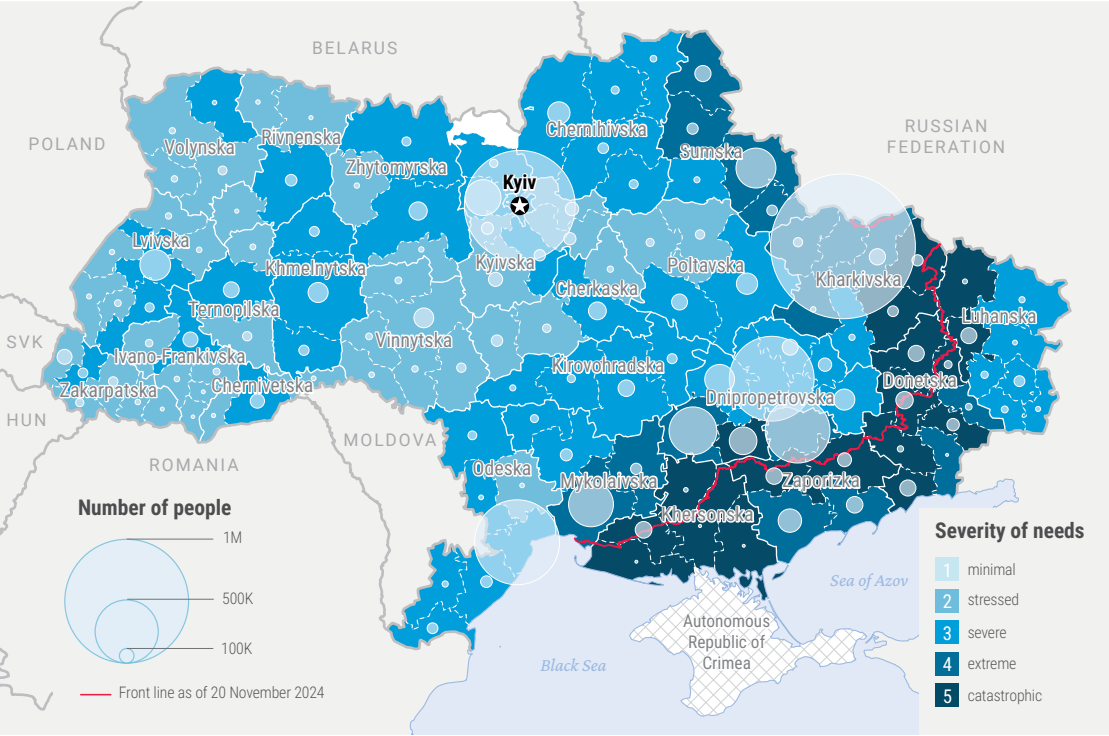 BELARUS
POLAND
RUSSIAN
FEDERATION
Chernihivska
Rivnenska
Volynska
Sumska
Zhytomyrska
Kyiv
Lvivska
Kyivska
Khmelnytska
Poltavska
Kharkivska
Cherkaska
Ternopilska
Luhanska
SVK
Vinnytska
Ivano-Frankivska
Kirovohradska
Donetska
Zakarpatska
Chernivetska
Dnipropetrovska
HUN
MOLDOVA
ROMANIA
Odeska
Mykolaivska
Zaporizka
Khersonska
Number of people
1M
500K
100K
Front line as of 20 November 2024
Severity of needs
1 minimal
2 stressed
3 severe
4 extreme
5 catastrophic
Sea of Azov
Autonomous
Republic of
Crimea
Black Sea